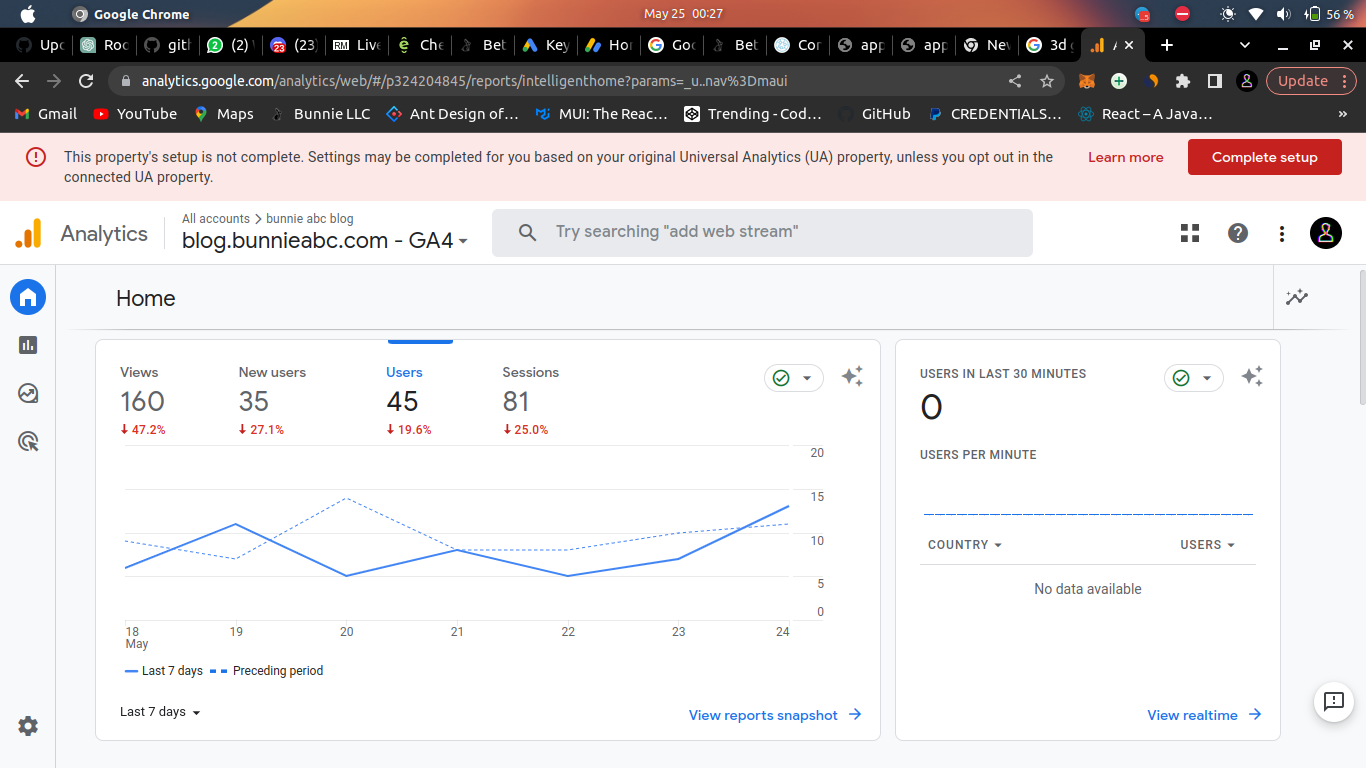 Google Chrome
May 25 00:27
56 %
Upc
Roc
gith
(2)
(23)
RM Live
Che
Bet
Key
Hor
Goo
Bet
Cor
app
app
Nev
3d
analytics.google.com/analytics/web/#/p324204845/reports/intelligenthome?params=_u..nav%3Dmaui
Update
Gmail
YouTube
Maps
Bunnie LLC
Ant Design of…
MUI: The Reac…
Trending - Cod…
GitHub
CREDENTIALS…
React – A Java…
»
This property's setup is not complete. Settings may be completed for you based on your original Universal Analytics (UA) property, unless you opt out in the
connected UA property.
Learn more
Complete setup
Analytics
All accounts > bunnie abc blog
blog.bunnieabc.com - GA4
Try searching "add web stream"
Home
Views
160
47.2%
New users
35
27.1%
Users
45
19.6%
Sessions
81
25.0%
20
15
10
5
0
18
May
19
20
21
22
23
24
Last 7 days
Preceding period
Last 7 days
View reports snapshot
USERS IN LAST 30 MINUTES
0
USERS PER MINUTE
COUNTRY
USERS
No data available
View realtime